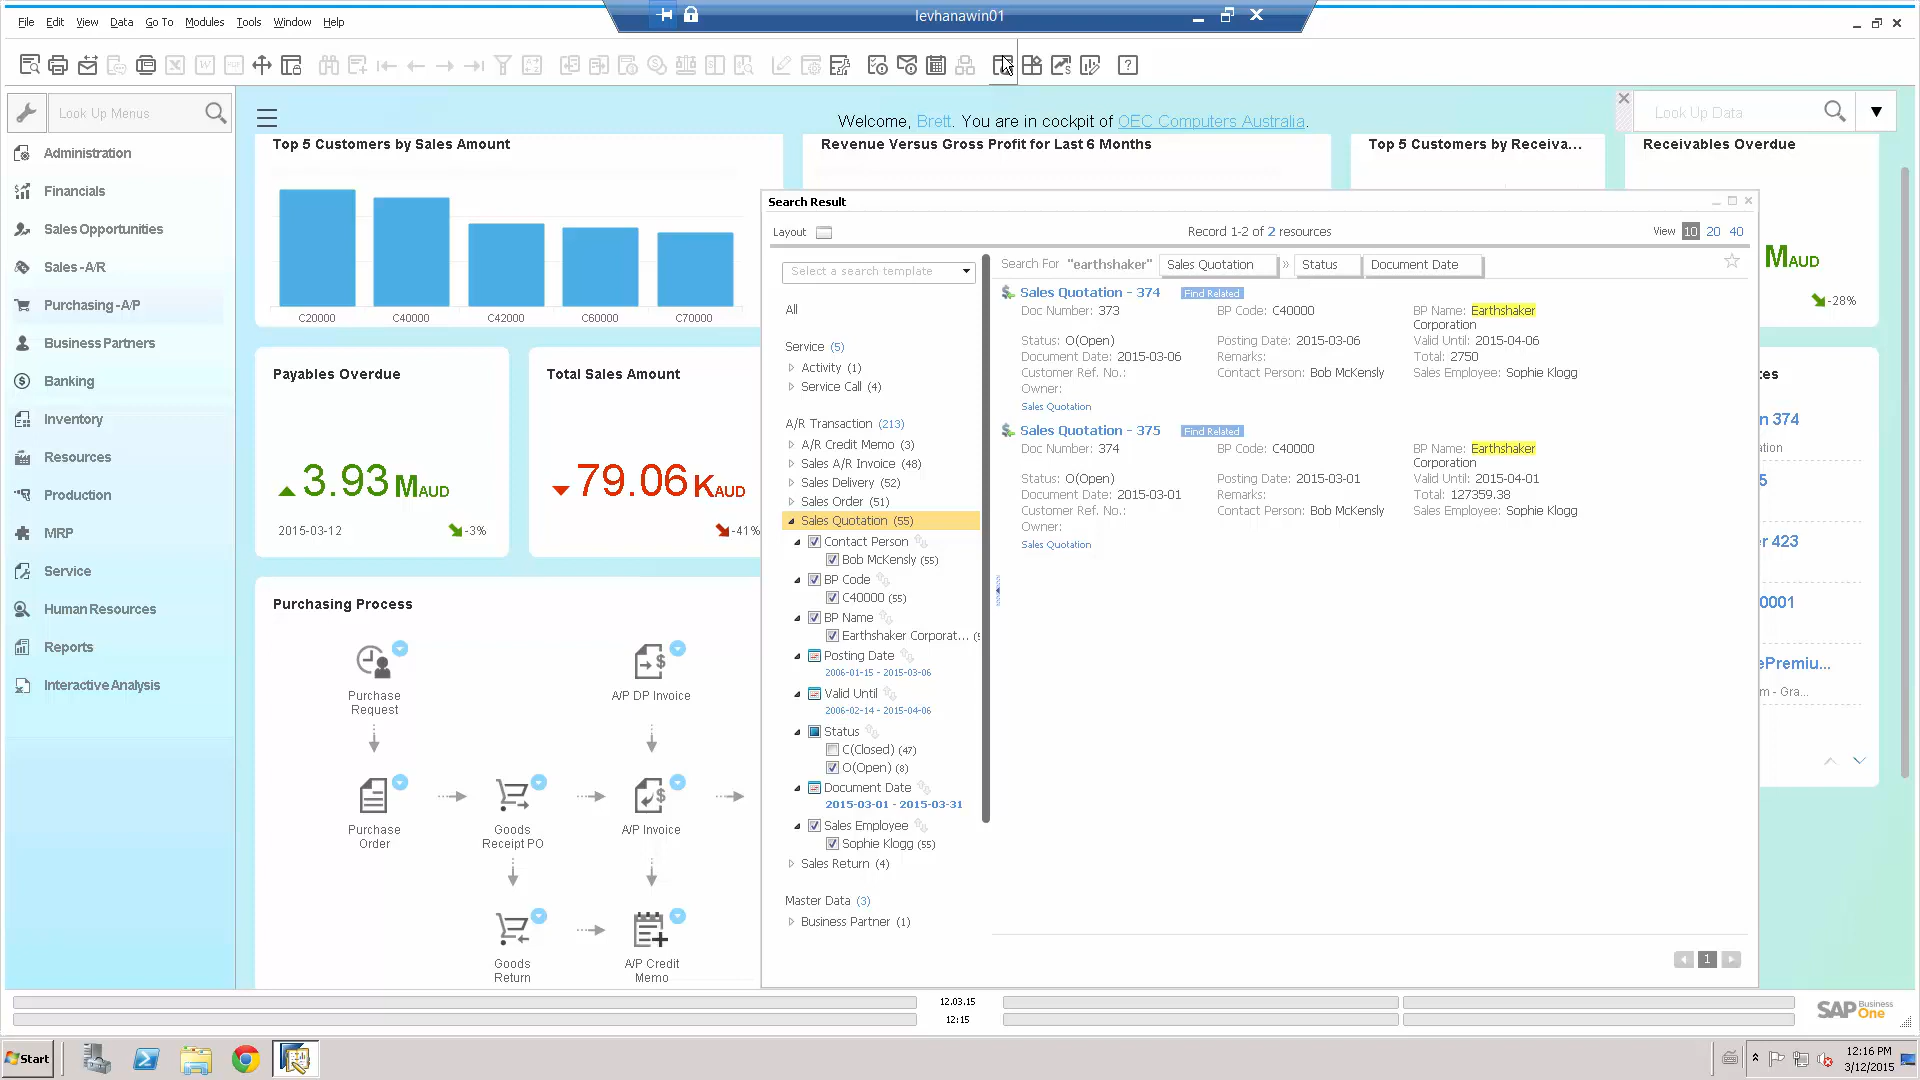 levhanawin01
File Edit View Data Go To Modules Tools Window Help
Look Up Menus
Welcome, Brett. You are in cockpit of OEC Computers Australia.
Look Up Data
Administration
Financials
Sales Opportunities
Sales - A/R
Purchasing - A/P
Business Partners
Banking
Inventory
Resources
Production
MRP
Service
Human Resources
Reports
Interactive Analysis
Top 5 Customers by Sales Amount
C20000 C40000 C42000 C60000 C70000
Revenue Versus Gross Profit for Last 6 Months
Top 5 Customers by Receiva...
Receivables Overdue
MAUD
-28%
Payables Overdue
3.93 MAUD
2015-03-12 -3%
Total Sales Amount
79.06 KAUD
-41%
Purchasing Process
Purchase
Request
A/P DP Invoice
Purchase
Order
Goods
Receipt PO
A/P Invoice
Goods
Return
A/P Credit
Memo
Search Result
Layout
Record 1-2 of 2 resources
View 10 20 40
Select a search template
All
Service (5)
Activity (1)
Service Call (4)
A/R Transaction (213)
A/R Credit Memo (3)
Sales A/R Invoice (48)
Sales Delivery (52)
Sales Order (51)
Sales Quotation (55)
Contact Person
Bob McKensly (55)
BP Code
C40000 (55)
BP Name
Earthshaker Corporat... (5
Posting Date
2006-01-15 - 2015-03-06
Valid Until
2006-02-14 - 2015-04-06
Status
C(Closed) (47)
O(Open) (8)
Document Date
2015-03-01 - 2015-03-31
Sales Employee
Sophie Klogg (55)
Sales Return (4)
Master Data (3)
Business Partner (1)
Search For "earthshaker" Sales Quotation » Status Document Date
Sales Quotation - 374 Find Related
Doc Number: 373 BP Code: C40000 BP Name: Earthshaker
Corporation
Status: O(Open) Posting Date: 2015-03-06 Valid Until: 2015-04-06
Document Date: 2015-03-06 Remarks: Total: 2750
Customer Ref. No.: Contact Person: Bob McKensly Sales Employee: Sophie Klogg
Owner:
Sales Quotation
Sales Quotation - 375 Find Related
Doc Number: 374 BP Code: C40000 BP Name: Earthshaker
Corporation
Status: O(Open) Posting Date: 2015-03-01 Valid Until: 2015-04-01
Document Date: 2015-03-01 Remarks: Total: 127359.38
Customer Ref. No.: Contact Person: Bob McKensly Sales Employee: Sophie Klogg
Owner:
Sales Quotation
1
tes
n 374
ation
5
r 423
0001
ePremiu...
m - Gra...
12.03.15
12:15
SAP Business
One
Start
12:16 PM
3/12/2015